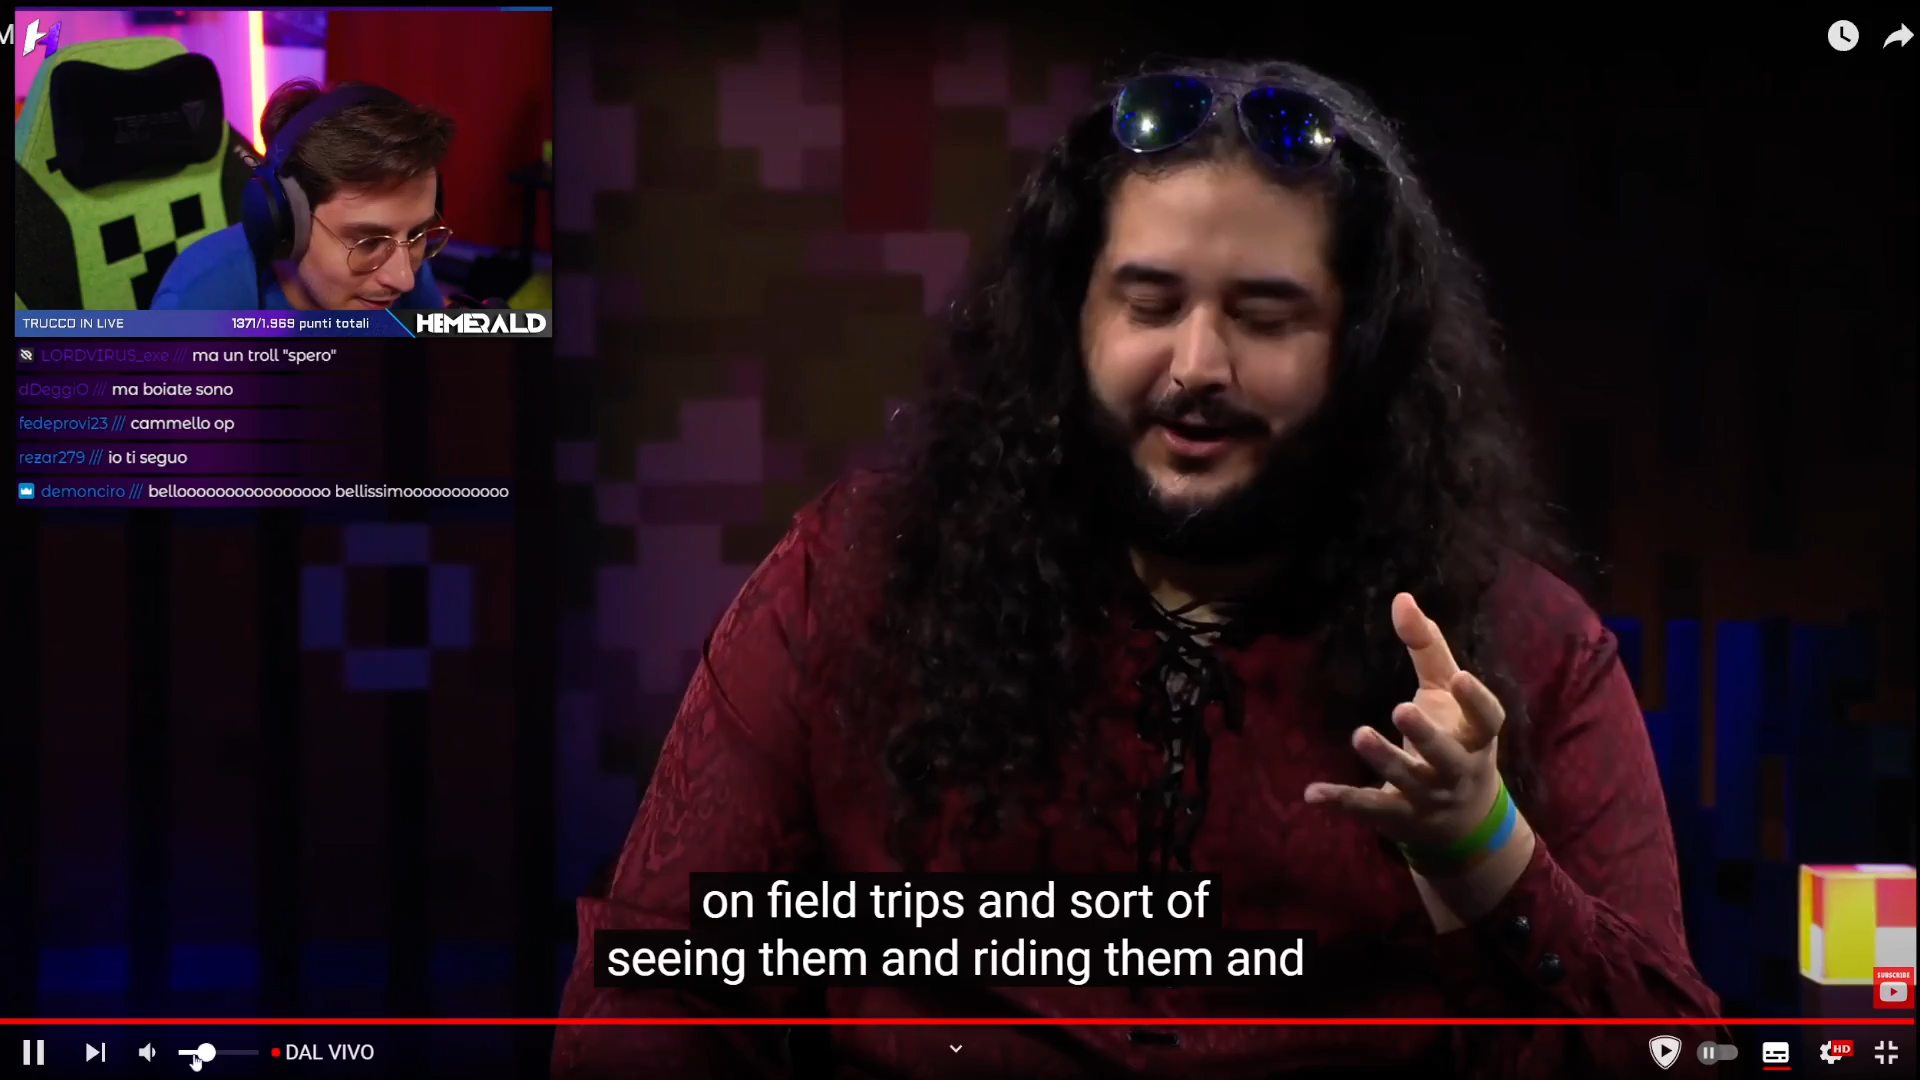 M
TRUCCO IN LIVE
1371/1.969 punti totali
HEMERALD
LORDVIRUS_exe /// ma un troll "spero"
dDeggiO /// ma boiate sono
fedeprovi23 /// cammello op
rezar279 /// io ti seguo
demonciro /// belloooooooooooooooo bellissimooooooooooo
on field trips and sort of
seeing them and riding them and
SUBSCRIBE
DAL VIVO
HD